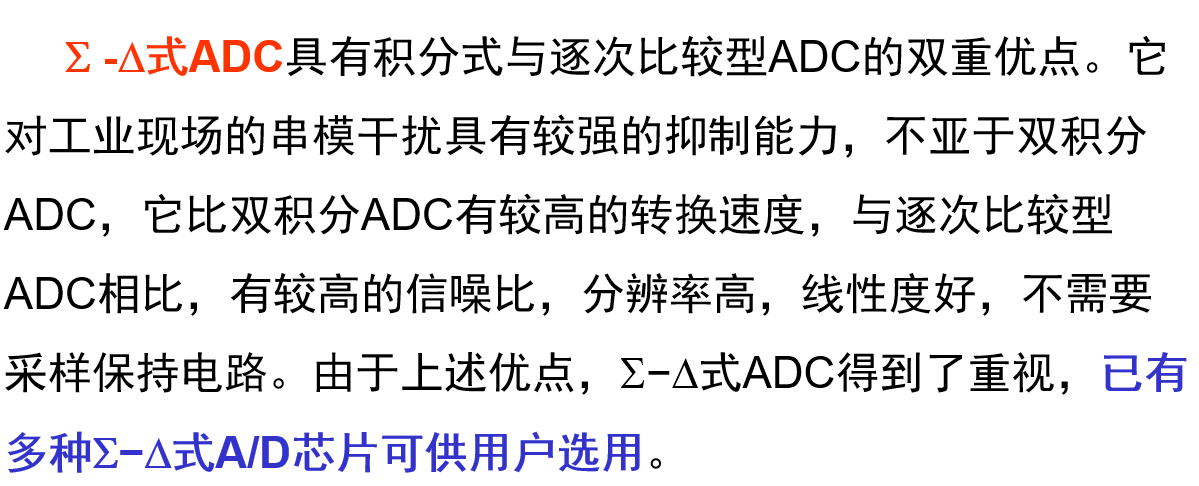 Σ -Δ式ADC具有积分式与逐次比较型ADC的双重优点。它
对工业现场的串模干扰具有较强的抑制能力，不亚于双积分
ADC，它比双积分ADC有较高的转换速度，与逐次比较型
ADC相比，有较高的信噪比，分辨率高，线性度好，不需要
采样保持电路。由于上述优点，Σ−Δ式ADC得到了重视，已有
多种Σ−Δ式A/D芯片可供用户选用。